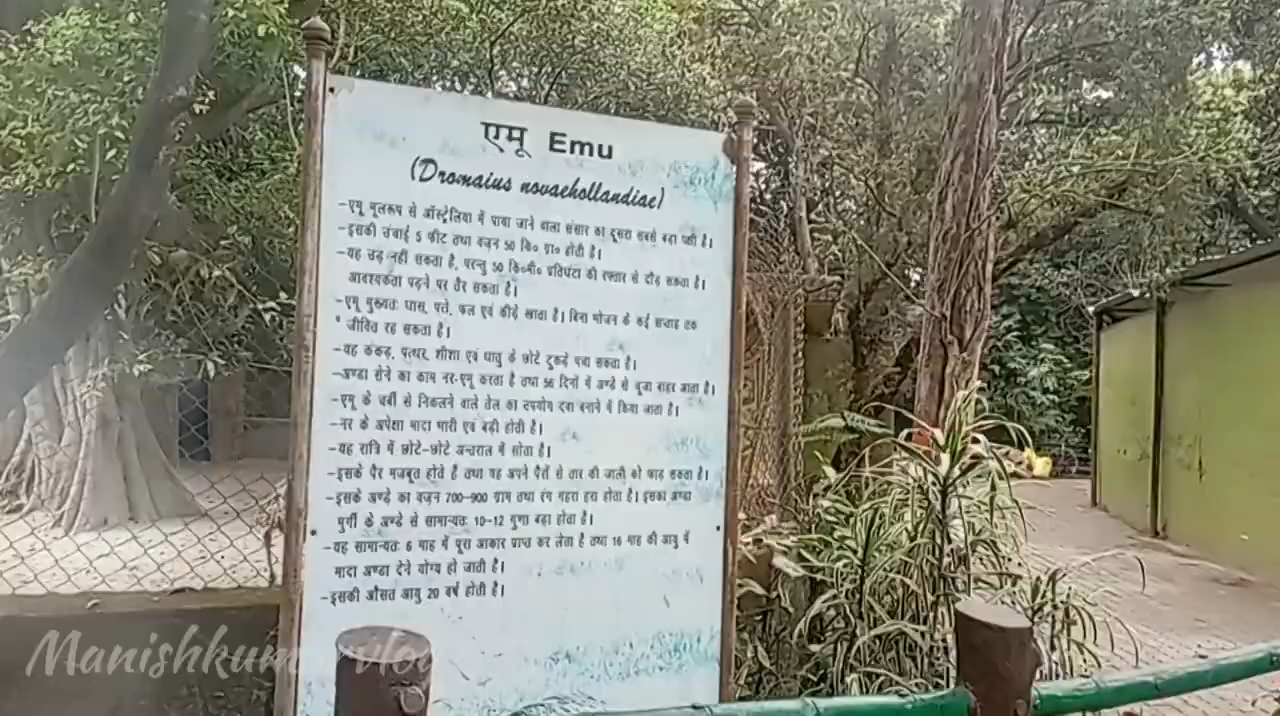 एमू Emu
(Dromaius novaehollandiae)
-एमू मूलरूप से ऑस्ट्रेलिया में पाया जाने वाला संसार का दूसरा सबसे बड़ा पक्षी है।
-इसकी उंचाई 5 फीट तथा वज़न 50 कि० ग्रा० होती है।
-यह उड़ नहीं सकता है, परन्तु 50 कि०मी० प्रतिघंटा की रफ्तार से दौड़ सकता है।
आवश्यकता पड़ने पर तैर सकता है।
-एमू मुख्यतः घास, पत्ते, फल एवं कीड़े खाता है। बिना भोजन के कई सप्ताह तक
जीवित रह सकता है।
-यह कंकड़, पत्थर, शीशा एवं धातु के छोटे टुकड़े पचा सकता है।
-अण्डा सेने का काम नर-एमू करता है तथा 56 दिनों में अण्डे से चूजा बाहर आता है।
-एमू के चर्बी से निकलने वाले तेल का उपयोग दवा बनाने में किया जाता है।
-नर के अपेक्षा मादा भारी एवं बड़ी होती है।
-यह रात्रि में छोटे-छोटे अन्तराल में सोता है।
-इसके पैर मजबूत होते हैं तथा यह अपने पैरों से तार की जाली को फाड़ सकता है।
-इसके अण्डे का वज़न 700-900 ग्राम तथा रंग गहरा हरा होता है। इसका अण्डा
मुर्गी के अण्डे से सामान्यतः 10-12 गुणा बड़ा होता है।
-यह सामान्यतः 6 माह में पूरा आकार प्राप्त कर लेता है तथा 16 माह की आयु में
मादा अण्डा देने योग्य हो जाती है।
-इसकी औसत आयु 20 वर्ष होती है।
Manishkumar vlog